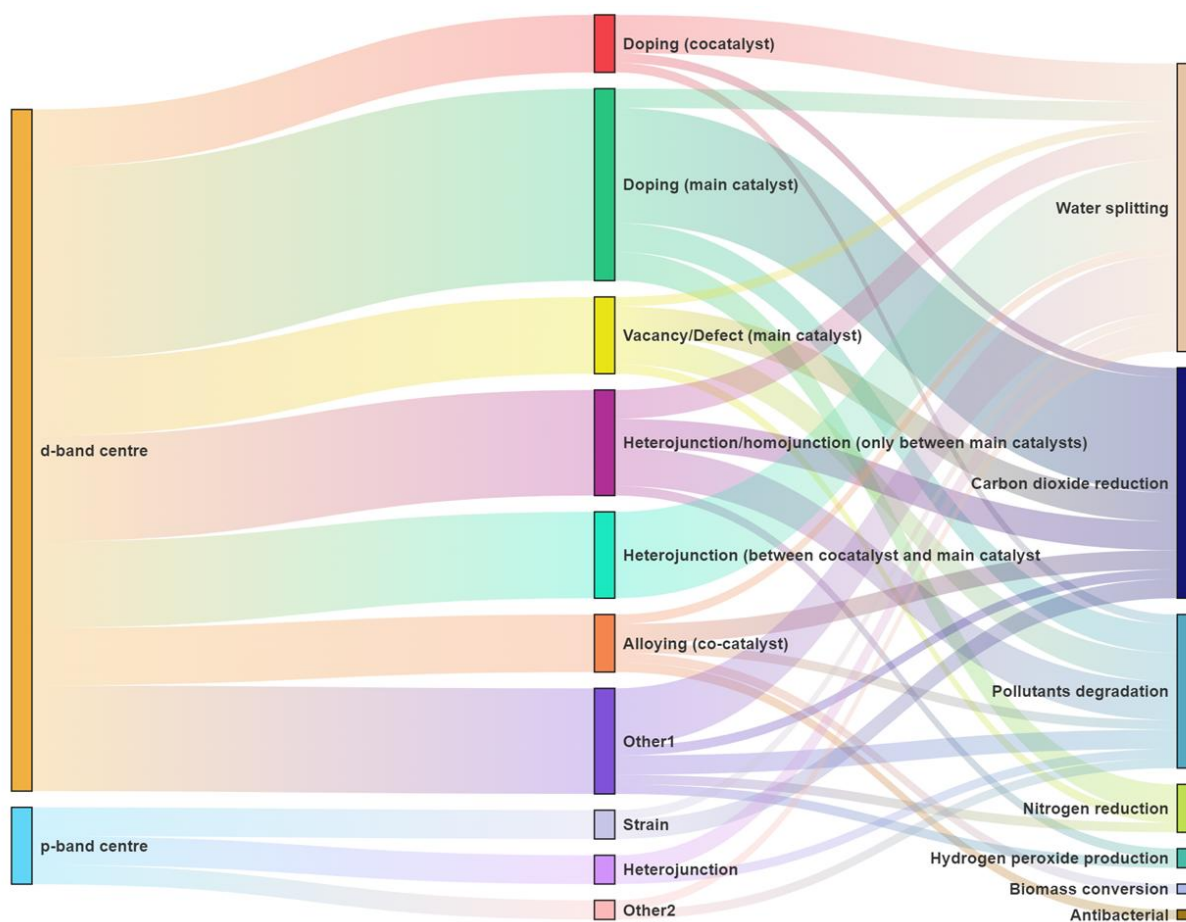 d-band centre
p-band centre
Doping (cocatalyst)
Doping (main catalyst)
Vacancy/Defect (main catalyst)
Heterojunction/homojunction (only between main catalysts)
Heterojunction (between cocatalyst and main catalyst
Alloying (co-catalyst)
Other1
Strain
Heterojunction
Other2
Water splitting
Carbon dioxide reduction
Pollutants degradation
Nitrogen reduction
Hydrogen peroxide production
Biomass conversion
Antibacterial